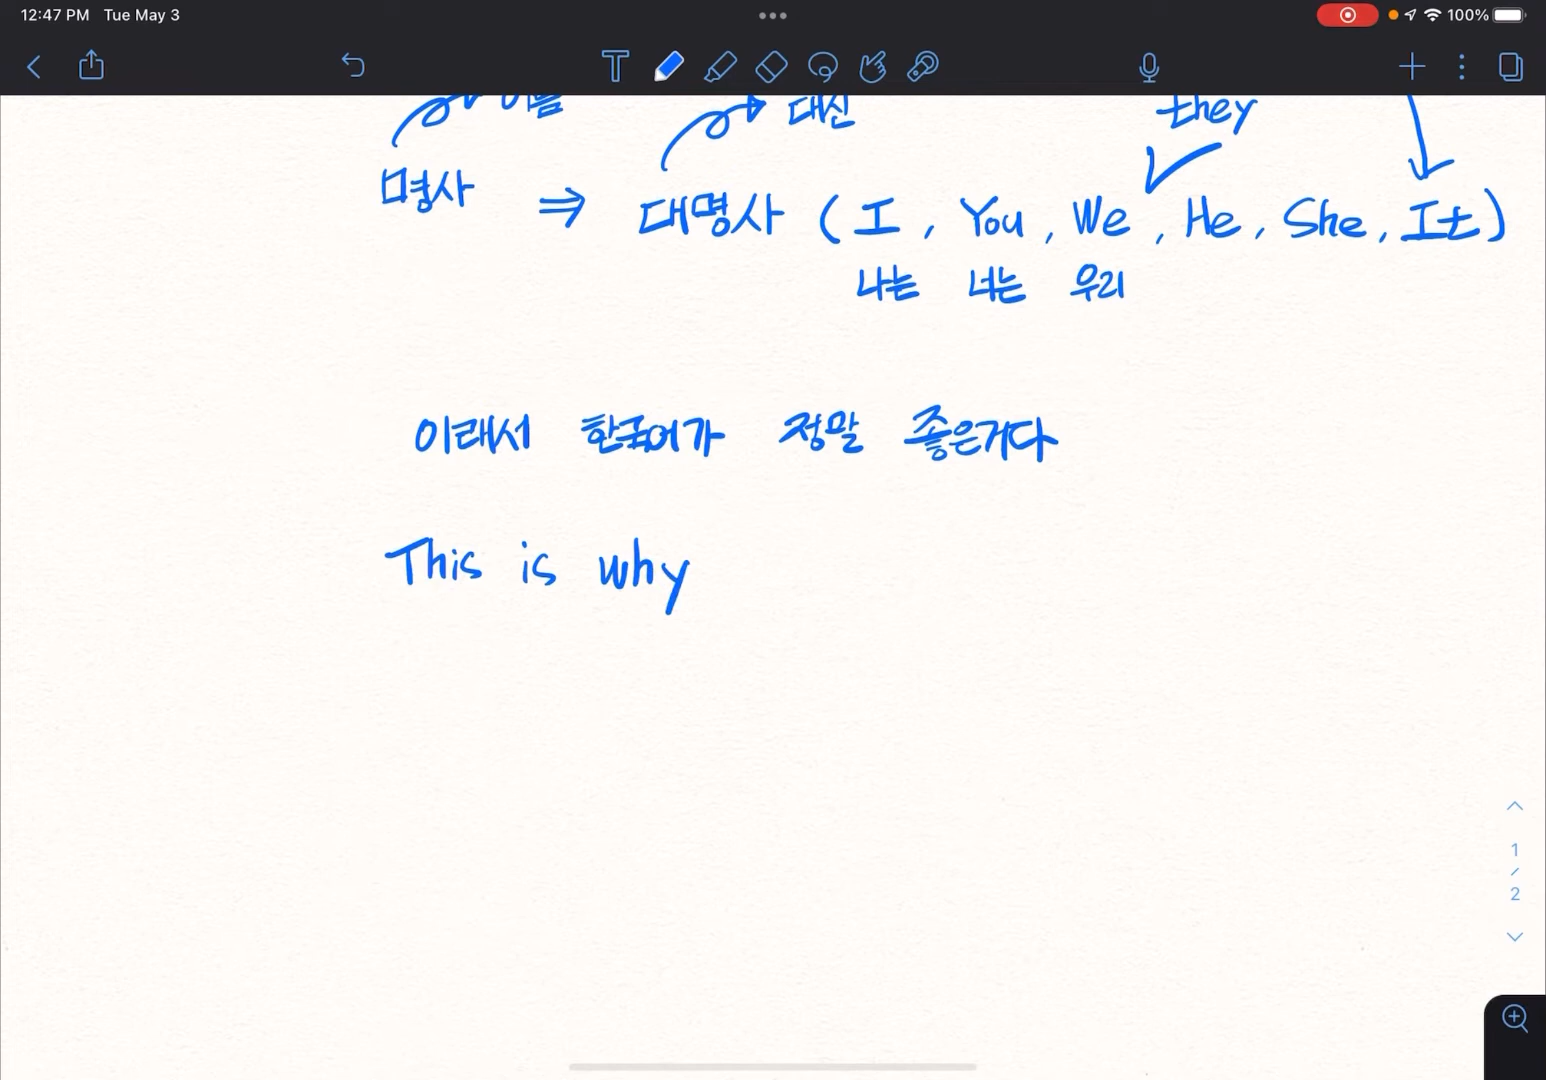 12:47 PM Tue May 3 100%
이름 대신 they
명사 ⇒ 대명사 ( I , You , We , He , She , It )
나는 너는 우리
이래서 한국어가 정말 좋은거다
This is why
1
/
2